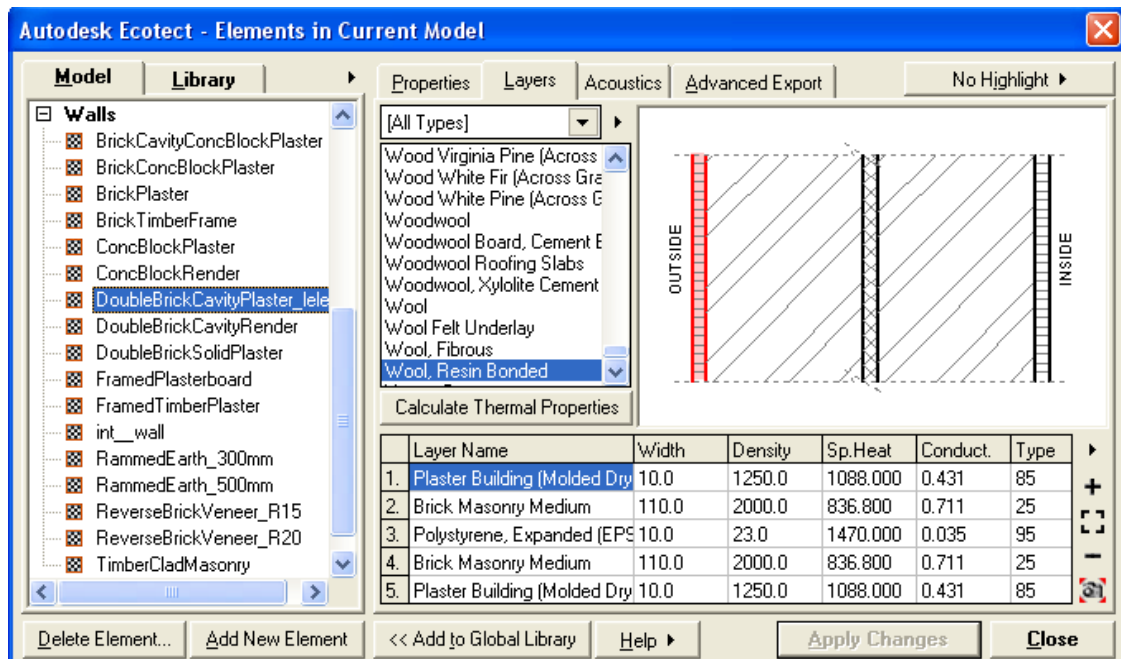 Autodesk Ecotect - Elements in Current Model
Model Library
Walls
BrickCavityConcBlockPlaster
BrickConcBlockPlaster
BrickPlaster
BrickTimberFrame
ConcBlockPlaster
ConcBlockRender
DoubleBrickCavityPlaster_lele
DoubleBrickCavityRender
DoubleBrickSolidPlaster
FramedPlasterboard
FramedTimberPlaster
int__wall
RammedEarth_300mm
RammedEarth_500mm
ReverseBrickVeneer_R15
ReverseBrickVeneer_R20
TimberCladMasonry
Delete Element... Add New Element
Properties Layers Acoustics Advanced Export No Highlight
[All Types]
Wood Virginia Pine (Across
Wood White Fir (Across Gra
Wood White Pine (Across G
Woodwool
Woodwool Board, Cement B
Woodwool Roofing Slabs
Woodwool, Xylolite Cement
Wool
Wool Felt Underlay
Wool, Fibrous
Wool, Resin Bonded
Calculate Thermal Properties
OUTSIDE
INSIDE
Layer Name Width Density Sp.Heat Conduct. Type
1. Plaster Building (Molded Dry 10.0 1250.0 1088.000 0.431 85
2. Brick Masonry Medium 110.0 2000.0 836.800 0.711 25
3. Polystyrene, Expanded (EPS 10.0 23.0 1470.000 0.035 95
4. Brick Masonry Medium 110.0 2000.0 836.800 0.711 25
5. Plaster Building (Molded Dry 10.0 1250.0 1088.000 0.431 85
<< Add to Global Library Help Apply Changes Close